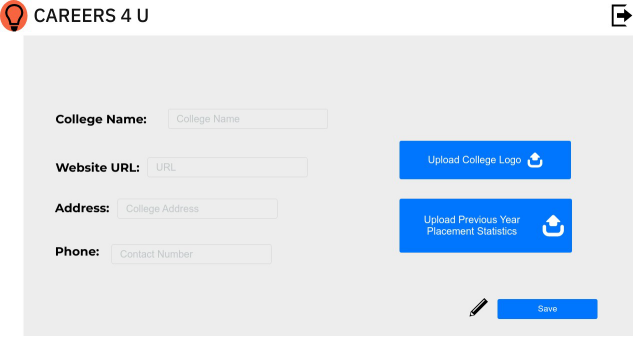 CAREERS 4 U
College Name: College Name
Website URL: URL
Address: College Address
Phone: Contact Number
Upload College Logo
Upload Previous Year
Placement Statistics
Save